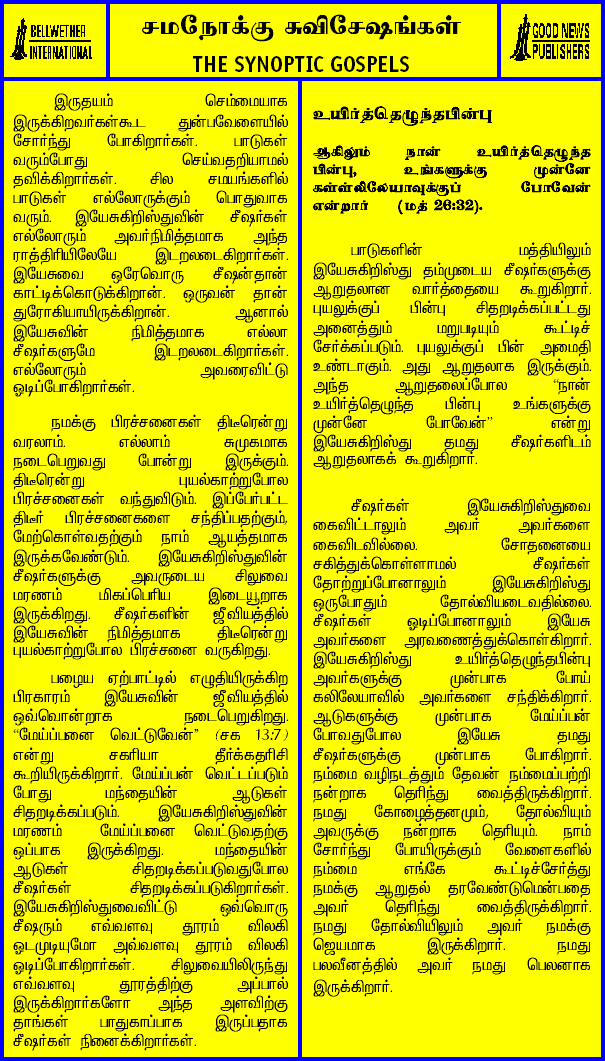 BELLWETHER
INTERNATIONAL
சமநோக்கு சுவிசேஷங்கள்
THE SYNOPTIC GOSPELS
GOOD NEWS
PUBLISHERS
இருதயம் செம்மையாக
இருக்கிறவர்கள்கூட துன்பவேளையில்
சோர்ந்து போகிறார்கள். பாடுகள்
வரும்போது செய்வதறியாமல்
தவிக்கிறார்கள். சில சமயங்களில்
பாடுகள் எல்லோருக்கும் பொதுவாக
வரும். இயேசுகிறிஸ்துவின் சீஷர்கள்
எல்லோரும் அவர்நிமித்தமாக அந்த
ராத்திரியிலேயே இடறலடைகிறார்கள்.
இயேசுவை ஒரேவொரு சீஷன்தான்
காட்டிக்கொடுக்கிறான். ஒருவன் தான்
துரோகியாயிருக்கிறான். ஆனால்
இயேசுவின் நிமித்தமாக எல்லா
சீஷர்களுமே இடறலடைகிறார்கள்.
எல்லோரும் அவரைவிட்டு
ஓடிப்போகிறார்கள்.
நமக்கு பிரச்சனைகள் திடீரென்று
வரலாம். எல்லாம் சுமுகமாக
நடைபெறுவது போன்று இருக்கும்.
திடீரென்று புயல்காற்றுபோல
பிரச்சனைகள் வந்துவிடும். இப்பேர்பட்ட
திடீர் பிரச்சனைகளை சந்திப்பதற்கும்,
மேற்கொள்வதற்கும் நாம் ஆயத்தமாக
இருக்கவேண்டும். இயேசுகிறிஸ்துவின்
சீஷர்களுக்கு அவருடைய சிலுவை
மரணம் மிகப்பெரிய இடையூறாக
இருக்கிறது. சீஷர்களின் ஜீவியத்தில்
இயேசுவின் நிமித்தமாக திடீரென்று
புயல்காற்றுபோல பிரச்சனை வருகிறது.
பழைய ஏற்பாட்டில் எழுதியிருக்கிற
பிரகாரம் இயேசுவின் ஜீவியத்தில்
ஒவ்வொன்றாக நடைபெறுகிறது.
“மேய்ப்பனை வெட்டுவேன்” (சக 13:7)
என்று சகரியா தீர்க்கதரிசி
கூறியிருக்கிறார். மேய்ப்பன் வெட்டப்படும்
போது மந்தையின் ஆடுகள்
சிதறடிக்கப்படும். இயேசுகிறிஸ்துவின்
மரணம் மேய்ப்பனை வெட்டுவதற்கு
ஒப்பாக இருக்கிறது. மந்தையின்
ஆடுகள் சிதறடிக்கப்படுவதுபோல
சீஷர்கள் சிதறடிக்கப்படுகிறார்கள்.
இயேசுகிறிஸ்துவைவிட்டு ஒவ்வொரு
சீஷரும் எவ்வளவு தூரம் விலகி
ஓடமுடியுமோ அவ்வளவு தூரம் விலகி
ஓடிப்போகிறார்கள். சிலுவையிலிருந்து
எவ்வளவு தூரத்திற்கு அப்பால்
இருக்கிறார்களோ அந்த அளவிற்கு
தாங்கள் பாதுகாப்பாக இருப்பதாக
சீஷர்கள் நினைக்கிறார்கள்.
உயிர்த்தெழுந்தபின்பு
ஆகிலும் நான் உயிர்த்தெழுந்த
பின்பு, உங்களுக்கு முன்னே
கள்ளிலேயாவுக்குப் போவேன்
என்றார் (மத் 26:32).
பாடுகளின் மத்தியிலும்
இயேசுகிறிஸ்து தம்முடைய சீஷர்களுக்கு
ஆறுதலான வார்த்தையை கூறுகிறார்.
புயலுக்குப் பின்பு சிதறடிக்கப்பட்டது
அனைத்தும் மறுபடியும் கூட்டிச்
சேர்க்கப்படும். புயலுக்குப் பின் அமைதி
உண்டாகும். அது ஆறுதலாக இருக்கும்.
அந்த ஆறுதலைப்போல “நான்
உயிர்த்தெழுந்த பின்பு உங்களுக்கு
முன்னே போவேன்” என்று
இயேசுகிறிஸ்து தமது சீஷர்களிடம்
ஆறுதலாகக் கூறுகிறார்.
சீஷர்கள் இயேசுகிறிஸ்துவை
கைவிட்டாலும் அவர் அவர்களை
கைவிடவில்லை. சோதனையை
சகித்துக்கொள்ளாமல் சீஷர்கள்
தோற்றுப்போனாலும் இயேசுகிறிஸ்து
ஒருபோதும் தோல்வியடைவதில்லை.
சீஷர்கள் ஓடிப்போனாலும் இயேசு
அவர்களை அரவணைத்துக்கொள்கிறார்.
இயேசுகிறிஸ்து உயிர்த்தெழுந்தபின்பு
அவர்களுக்கு முன்பாக போய்
கலிலேயாவில் அவர்களை சந்திக்கிறார்.
ஆடுகளுக்கு முன்பாக மேய்ப்பன்
போவதுபோல இயேசு தமது
சீஷர்களுக்கு முன்பாக போகிறார்.
நம்மை வழிநடத்தும் தேவன் நம்மைப்பற்றி
நன்றாக தெரிந்து வைத்திருக்கிறார்.
நமது கோழைத்தனமும், தோல்வியும்
அவருக்கு நன்றாக தெரியும். நாம்
சோர்ந்து போயிருக்கும் வேளைகளில்
நம்மை எங்கே கூட்டிச்சேர்த்து
நமக்கு ஆறுதல் தரவேண்டுமென்பதை
அவர் தெரிந்து வைத்திருக்கிறார்.
நமது தோல்வியிலும் அவர் நமக்கு
ஜெயமாக இருக்கிறார். நமது
பலவீனத்தில் அவர் நமது பெலனாக
இருக்கிறார்.